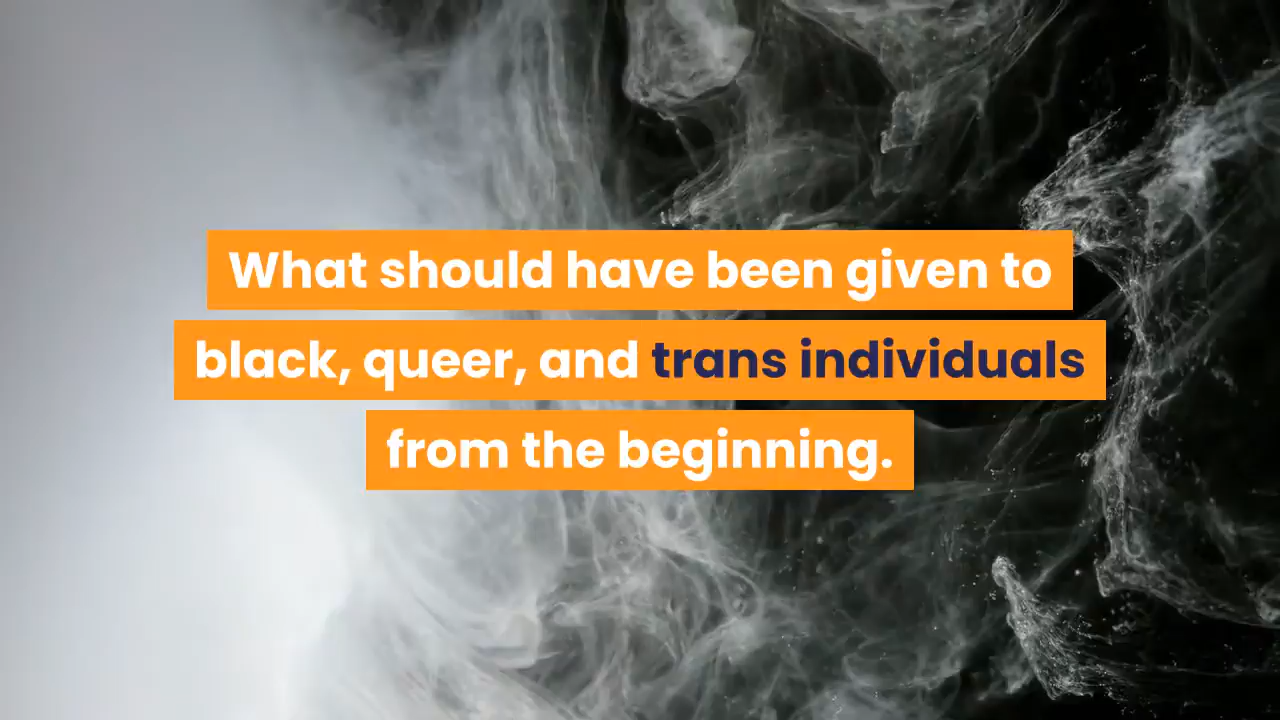 What should have been given to
black, queer, and trans individuals
from the beginning.